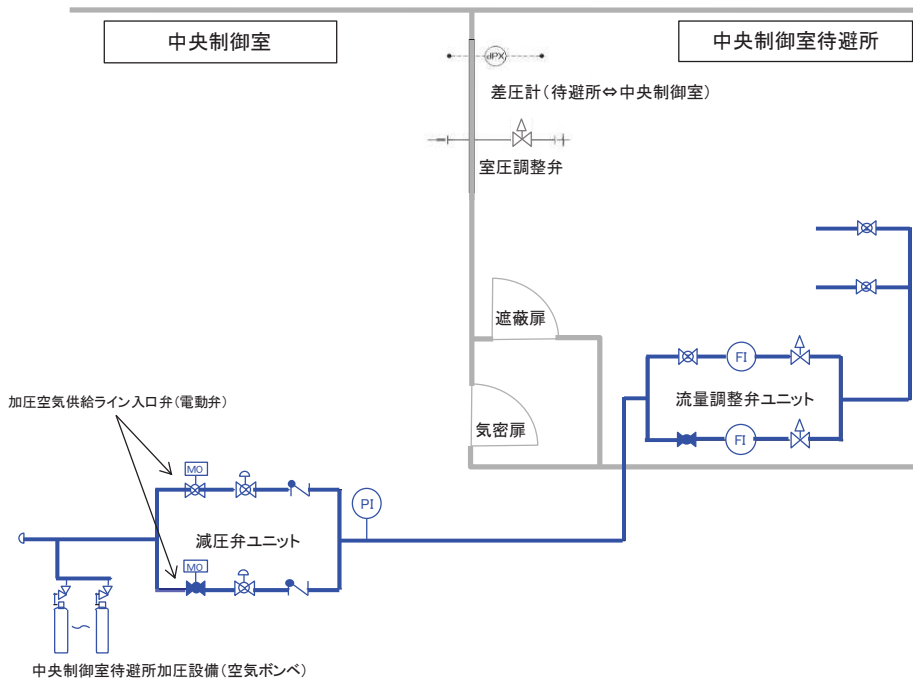 中央制御室
中央制御室待避所
dPX
差圧計(待避所⇔中央制御室)
室圧調整弁
遮蔽扉
気密扉
FI
流量調整弁ユニット
FI
加圧空気供給ライン入口弁(電動弁)
MO
PI
減圧弁ユニット
MO
中央制御室待避所加圧設備(空気ボンベ)